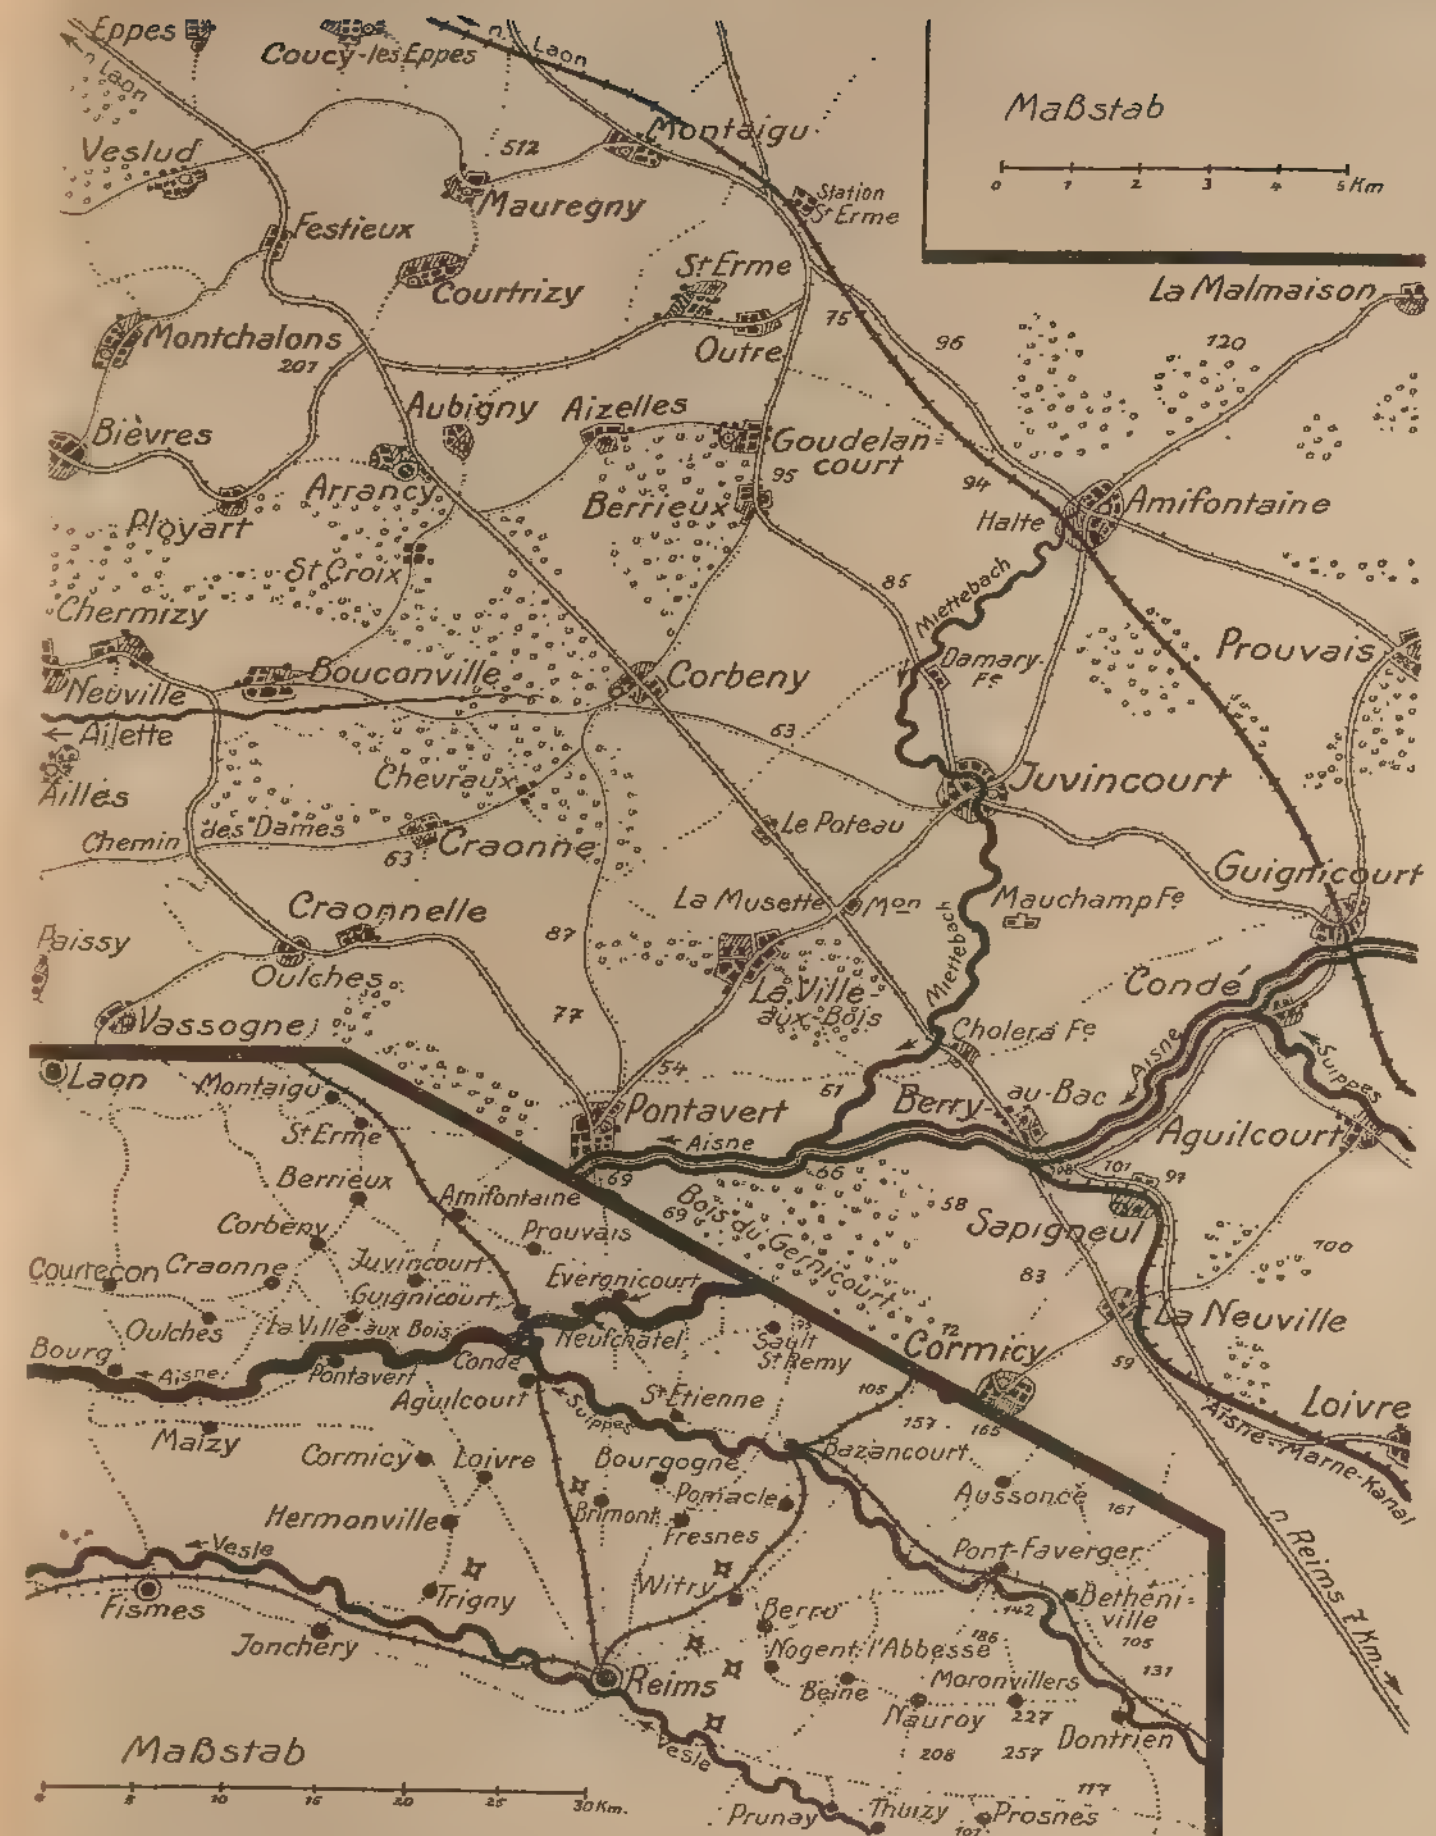 Eppes
Coucy-les Eppes
n. Laon
n. Laon
Maßstab
0 1 2 3 4 5 Km
Veslud
512
Montaigu
Mauregny
Station
St Erme
Festieux
Courtrizy
St Erme
La Malmaison
Montchalons
207
Outre
75
96
120
Aubigny
Aizelles
Bièvres
Goudelan=
court
95
Arrancy
Berrieux
94
Amifontaine
Halte
Ployart
St Croix
85
Miettebach
Chermizy
Prouvais
Bouconville
Corbeny
Damary-
Fe
Neuville
Ailette
63
Chevraux
Juvincourt
Ailles
Le Poteau
Chemin des Dames
63
Craonne
Guignicourt
La Musette
Mon
Mauchamp Fe
Craonnelle
87
Miettebach
Paissy
Oulches
La Ville-
aux-Bois
Condé
Vassogne
77
Cholera Fe
Aisne
Suippes
54
61
Laon
Montaigu
Pontavert
Berry-
au-Bac
St Erme
Aisne
Aguilcourt
66
108
101
97
69
Berrieux
Amifontaine
69
Bois du Gernicourt
58
Sapigneul
Corbeny
Prouvais
100
Courtecon
Craonne
Juvincourt
Evergnicourt
83
Guignicourt
Oulches
La Ville-aux Bois
Neufchâtel
Sault
St Remy
72
Cormicy
La Neuville
Bourg
Aisne
Pontavert
Condé
59
Aguilcourt
Suippes
St Etienne
105
157
165
Loivre
Aisne-Marne-Kanal
Maizy
Cormicy
Loivre
Bourgogne
Bazancourt
Pomacle
Aussonce
161
Hermonville
Brimont
Fresnes
n Reims 7 Km.
Vesle
Pont-Faverger
Fismes
Trigny
Witry
Betheni=
ville
142
Berru
186
105
Jonchery
Nogent l'Abbesse
131
Reims
Beine
Moronvillers
Nauroy
227
Dontrien
Vesle
208
257
Maßstab
5 10 15 20 25 30 Km.
117
Prunay
Thuizy
Prosnes
107